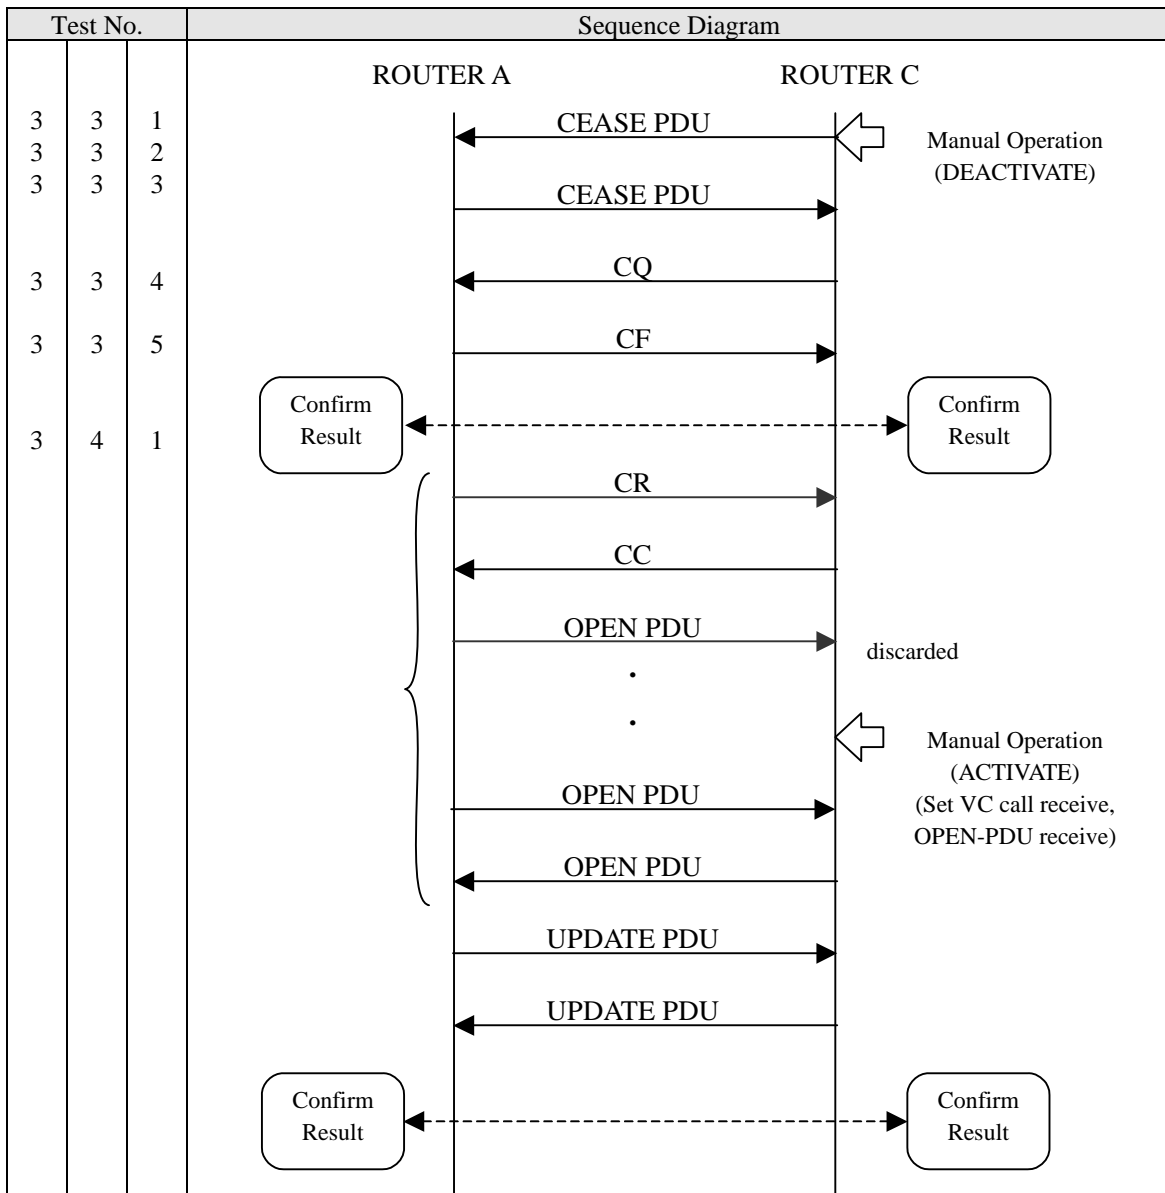 Test No. Sequence Diagram
ROUTER A ROUTER C
3 3 1 CEASE PDU
3 3 2 Manual Operation
3 3 3 (DEACTIVATE)
CEASE PDU
3 3 4 CQ
3 3 5 CF
Confirm Confirm
Result Result
3 4 1
CR
CC
OPEN PDU
discarded
Manual Operation
(ACTIVATE)
OPEN PDU (Set VC call receive,
OPEN-PDU receive)
OPEN PDU
UPDATE PDU
UPDATE PDU
Confirm Confirm
Result Result